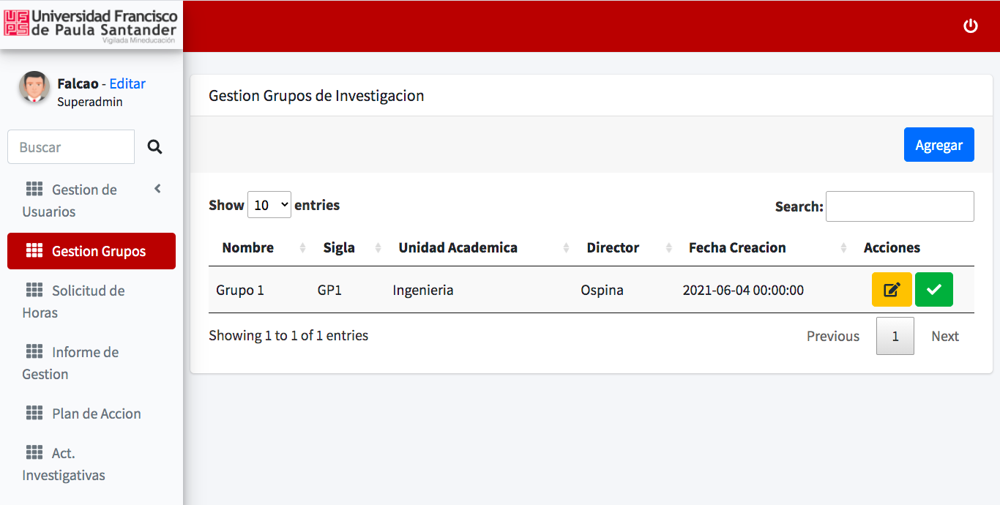 UFPS
Universidad Francisco
de Paula Santander
Vigilada Mineducación
Falcao - Editar
Superadmin
Buscar
Gestion de
Usuarios
Gestion Grupos
Solicitud de
Horas
Informe de
Gestion
Plan de Accion
Act.
Investigativas
Gestion Grupos de Investigacion
Agregar
Show 10 entries
Search:
Nombre Sigla Unidad Academica Director Fecha Creacion Acciones
Grupo 1 GP1 Ingenieria Ospina 2021-06-04 00:00:00
Showing 1 to 1 of 1 entries
Previous 1 Next